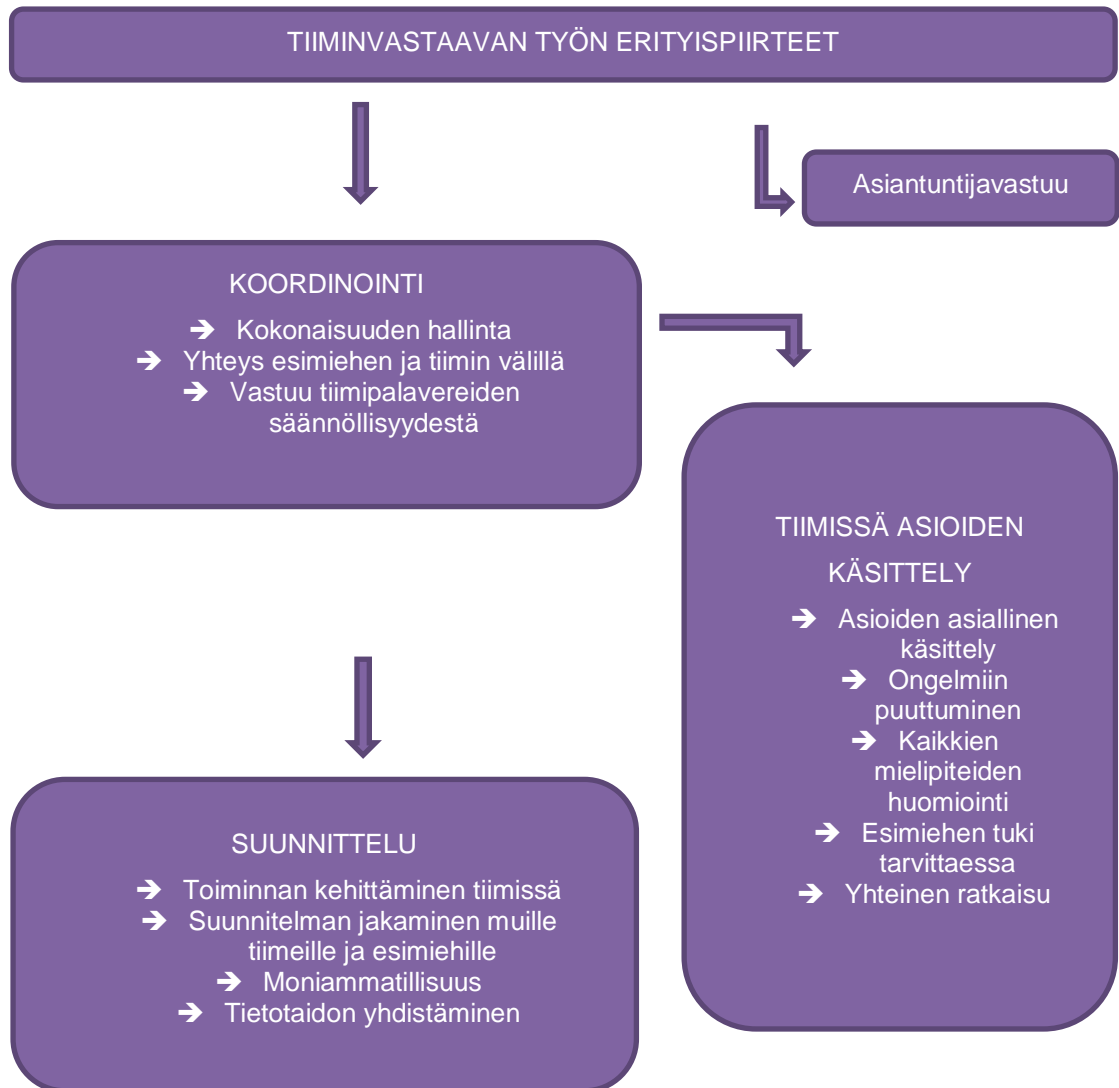 TIIMINVASTAAVAN TYÖN ERITYISPIIRTEET
Asiantuntijavastuu
KOORDINOINTI
➔ Kokonaisuuden hallinta
➔ Yhteys esimiehen ja tiimin välillä
➔ Vastuu tiimipalavereiden
säännöllisyydestä
TIIMISSÄ ASIOIDEN
KÄSITTELY
➔ Asioiden asiallinen
käsittely
➔ Ongelmiin
puuttuminen
➔ Kaikkien
mielipiteiden
huomiointi
➔ Esimiehen tuki
tarvittaessa
➔ Yhteinen ratkaisu
SUUNNITTELU
➔ Toiminnan kehittäminen tiimissä
➔ Suunnitelman jakaminen muille
tiimeille ja esimiehille
➔ Moniammatillisuus
➔ Tietotaidon yhdistäminen